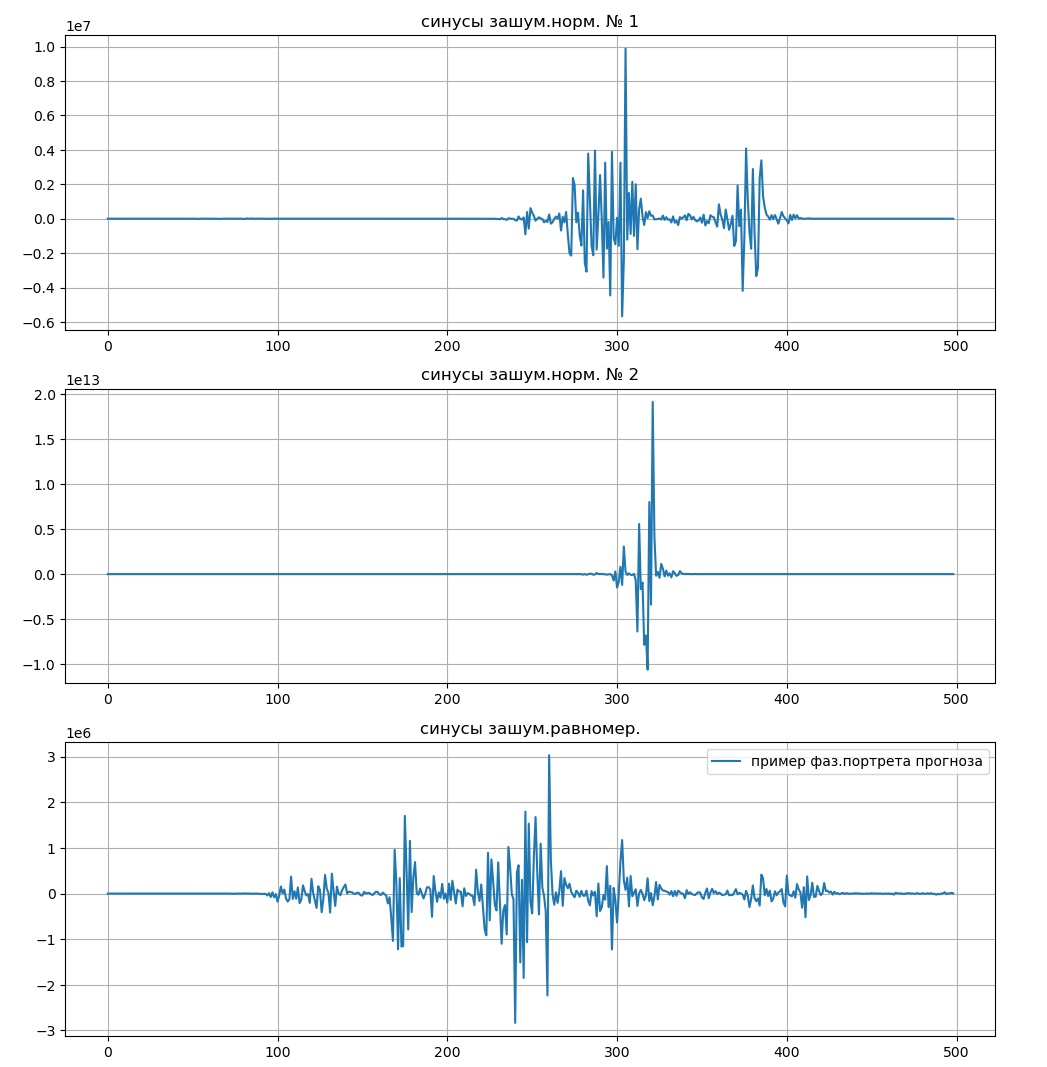 синусы зашум.норм. № 1
1e7
1.0
0.8
0.6
0.4
0.2
0.0
−0.2
−0.4
−0.6
0 100 200 300 400 500
синусы зашум.норм. № 2
1e13
2.0
1.5
1.0
0.5
0.0
−0.5
−1.0
0 100 200 300 400 500
синусы зашум.равномер.
1e6
пример фаз.портрета прогноза
3
2
1
0
−1
−2
−3
0 100 200 300 400 500